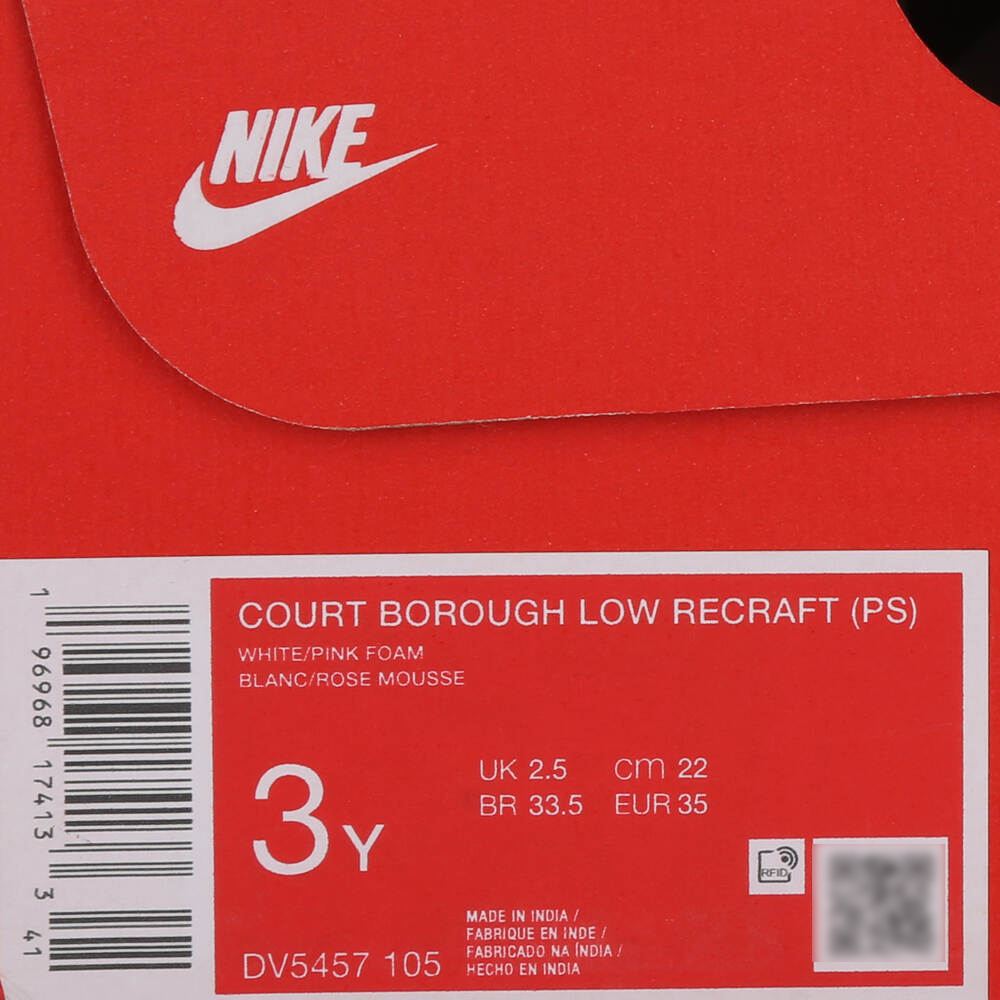 NIKE
COURT BOROUGH LOW RECRAFT (PS)
WHITE/PINK FOAM
BLANC/ROSE MOUSSE
3Y
UK 2.5 cm 22
BR 33.5 EUR 35
RFID
MADE IN INDIA /
FABRIQUE EN INDE /
FABRICADO NA ÍNDIA /
HECHO EN INDIA
DV5457 105
1 96968 17413 3 41